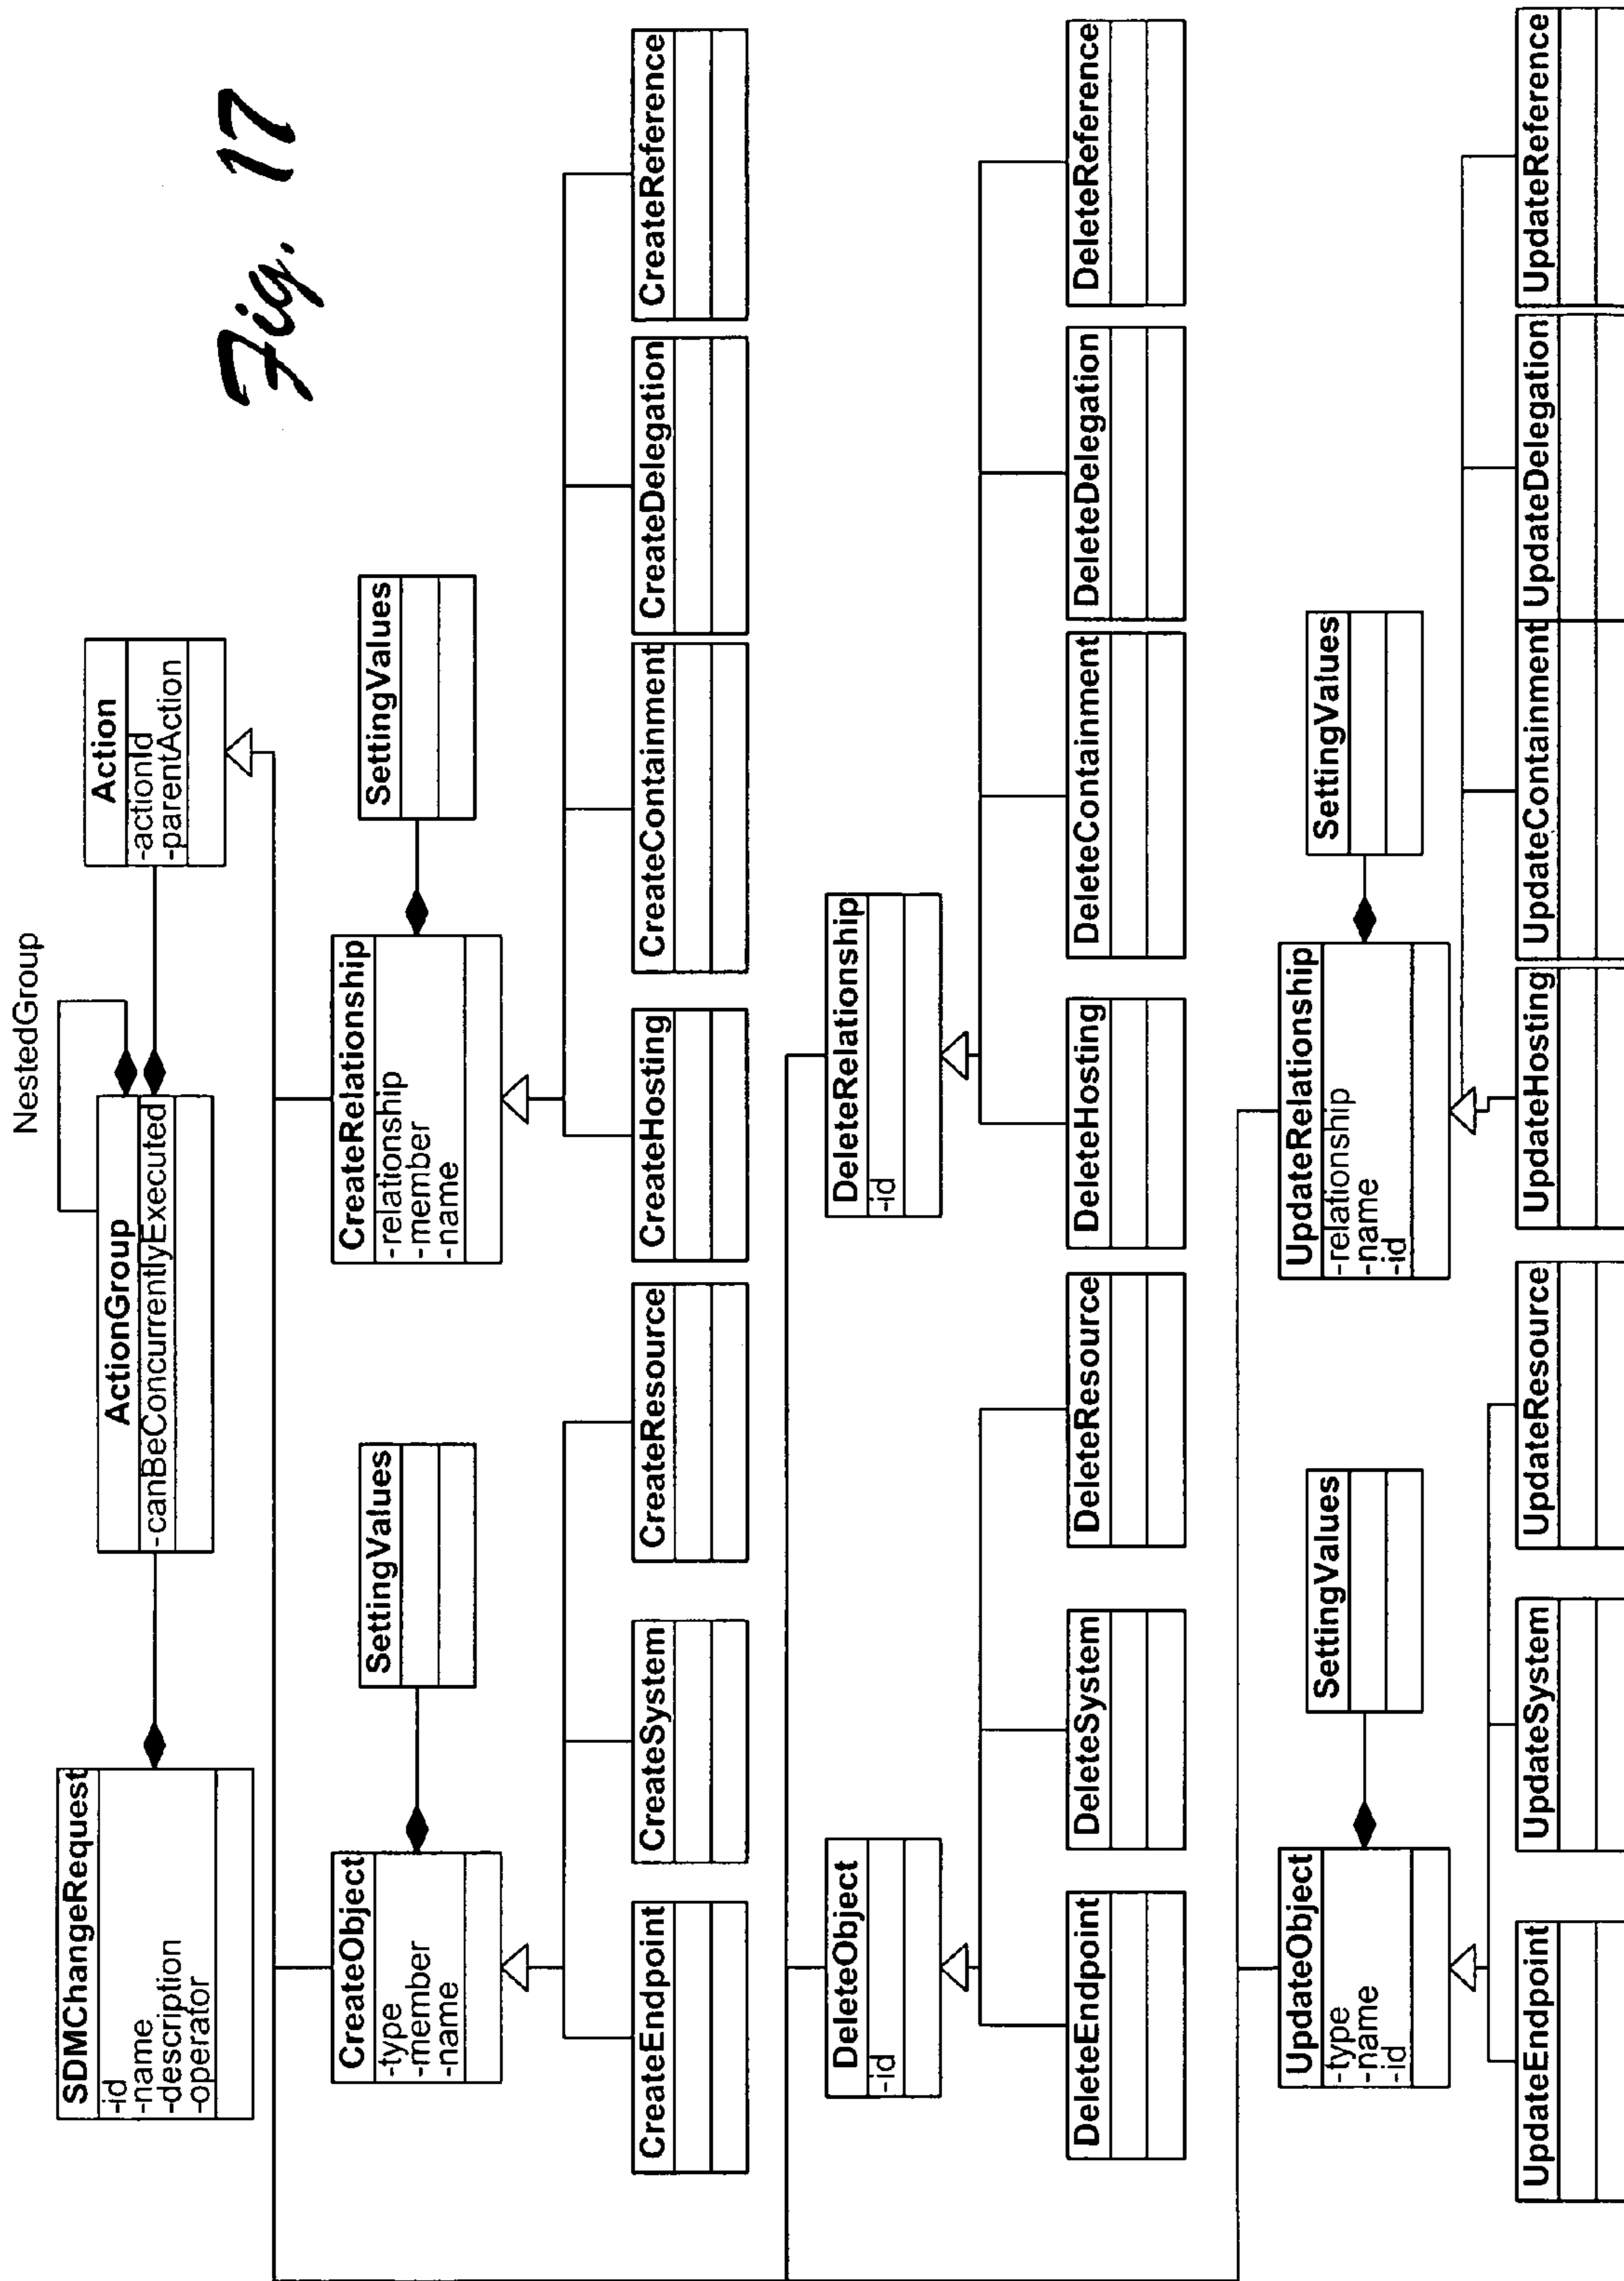 Fig. 17
NestedGroup
SDMChangeRequest
-id
-name
-description
-operator
ActionGroup
-canBeConcurrentlyExecuted
Action
-actionId
-parentAction
CreateObject
-type
-member
-name
SettingValues
CreateRelationship
-relationship
-member
-name
SettingValues
CreateEndpoint
CreateSystem
CreateResource
CreateHosting
CreateContainment
CreateDelegation
CreateReference
DeleteObject
-id
DeleteRelationship
-id
DeleteEndpoint
DeleteSystem
DeleteResource
DeleteHosting
DeleteContainment
DeleteDelegation
DeleteReference
UpdateObject
-type
-name
-id
SettingValues
UpdateRelationship
-relationship
-name
-id
SettingValues
UpdateEndpoint
UpdateSystem
UpdateResource
UpdateHosting
UpdateContainment
UpdateDelegation
UpdateReference